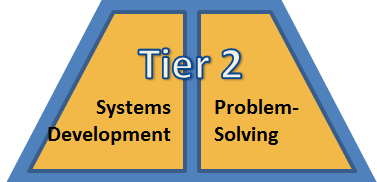 Tier 2
Systems
Development
Problem-
Solving